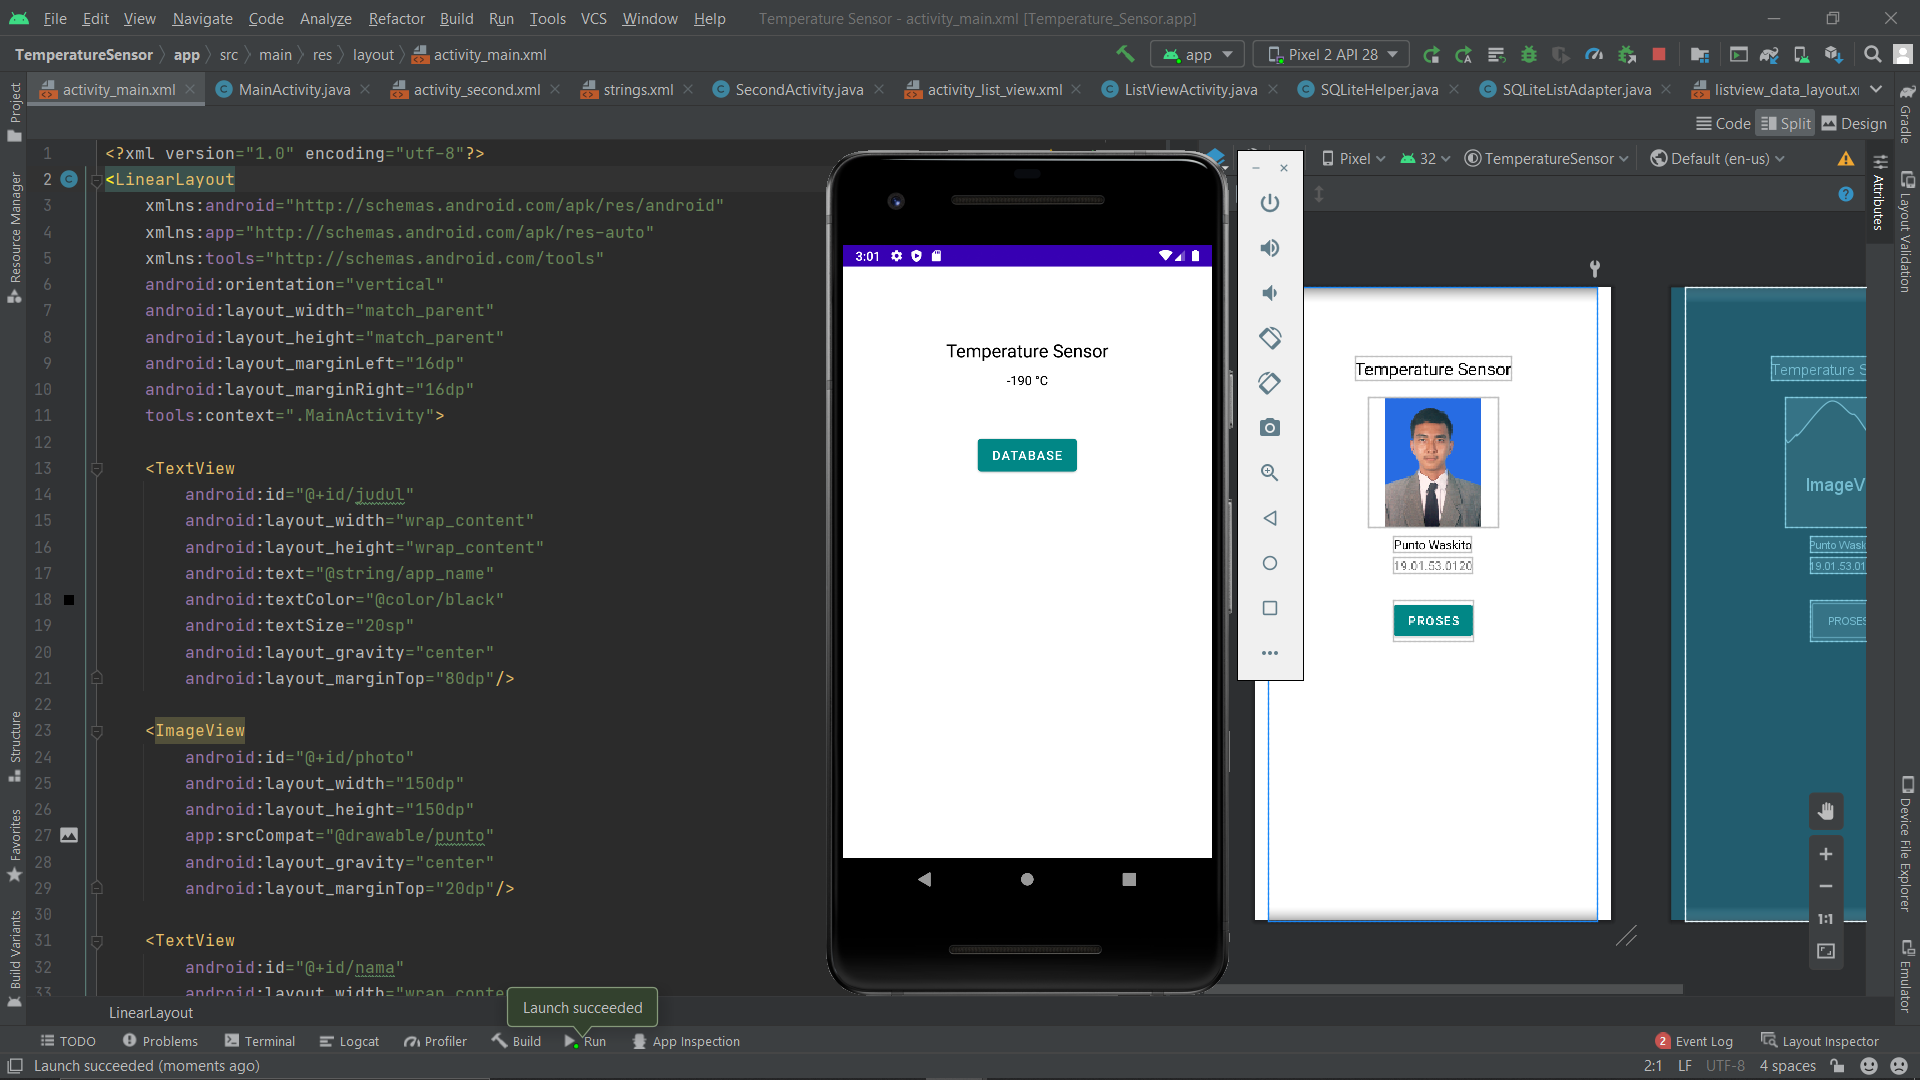 File Edit View Navigate Code Analyze Refactor Build Run Tools VCS Window Help Temperature Sensor - activity_main.xml [Temperature_Sensor.app]
TemperatureSensor app src main res layout activity_main.xml app Pixel 2 API 28
activity_main.xml MainActivity.java activity_second.xml strings.xml SecondActivity.java activity_list_view.xml ListViewActivity.java SQLiteHelper.java SQLiteListAdapter.java listview_data_layout.x
Code Split Design
Pixel 32 TemperatureSensor Default (en-us)
1 <?xml version="1.0" encoding="utf-8"?>
2 <LinearLayout
3 xmlns:android="http://schemas.android.com/apk/res/android"
4 xmlns:app="http://schemas.android.com/apk/res-auto"
5 xmlns:tools="http://schemas.android.com/tools"
6 android:orientation="vertical"
7 android:layout_width="match_parent"
8 android:layout_height="match_parent"
9 android:layout_marginLeft="16dp"
10 android:layout_marginRight="16dp"
11 tools:context=".MainActivity">
12
13 <TextView
14 android:id="@+id/judul"
15 android:layout_width="wrap_content"
16 android:layout_height="wrap_content"
17 android:text="@string/app_name"
18 android:textColor="@color/black"
19 android:textSize="20sp"
20 android:layout_gravity="center"
21 android:layout_marginTop="80dp"/>
22
23 <ImageView
24 android:id="@+id/photo"
25 android:layout_width="150dp"
26 android:layout_height="150dp"
27 app:srcCompat="@drawable/punto"
28 android:layout_gravity="center"
29 android:layout_marginTop="20dp"/>
30
31 <TextView
32 android:id="@+id/nama"
33 android:layout_width="wrap_conte
3:01
Temperature Sensor
-190 °C
DATABASE
Temperature Sensor
Punto Waskito
19.01.53.0120
PROSES
Temperature S
ImageV
Punto Wask
19.01.53.01
PROSES
1:1
Project
Resource Manager
Structure
Favorites
Build Variants
Attributes
Gradle
Layout Validation
Device File Explorer
Emulator
LinearLayout
Launch succeeded
TODO Problems Terminal Logcat Profiler Build Run App Inspection 2 Event Log Layout Inspector
Launch succeeded (moments ago) 2:1 LF UTF-8 4 spaces